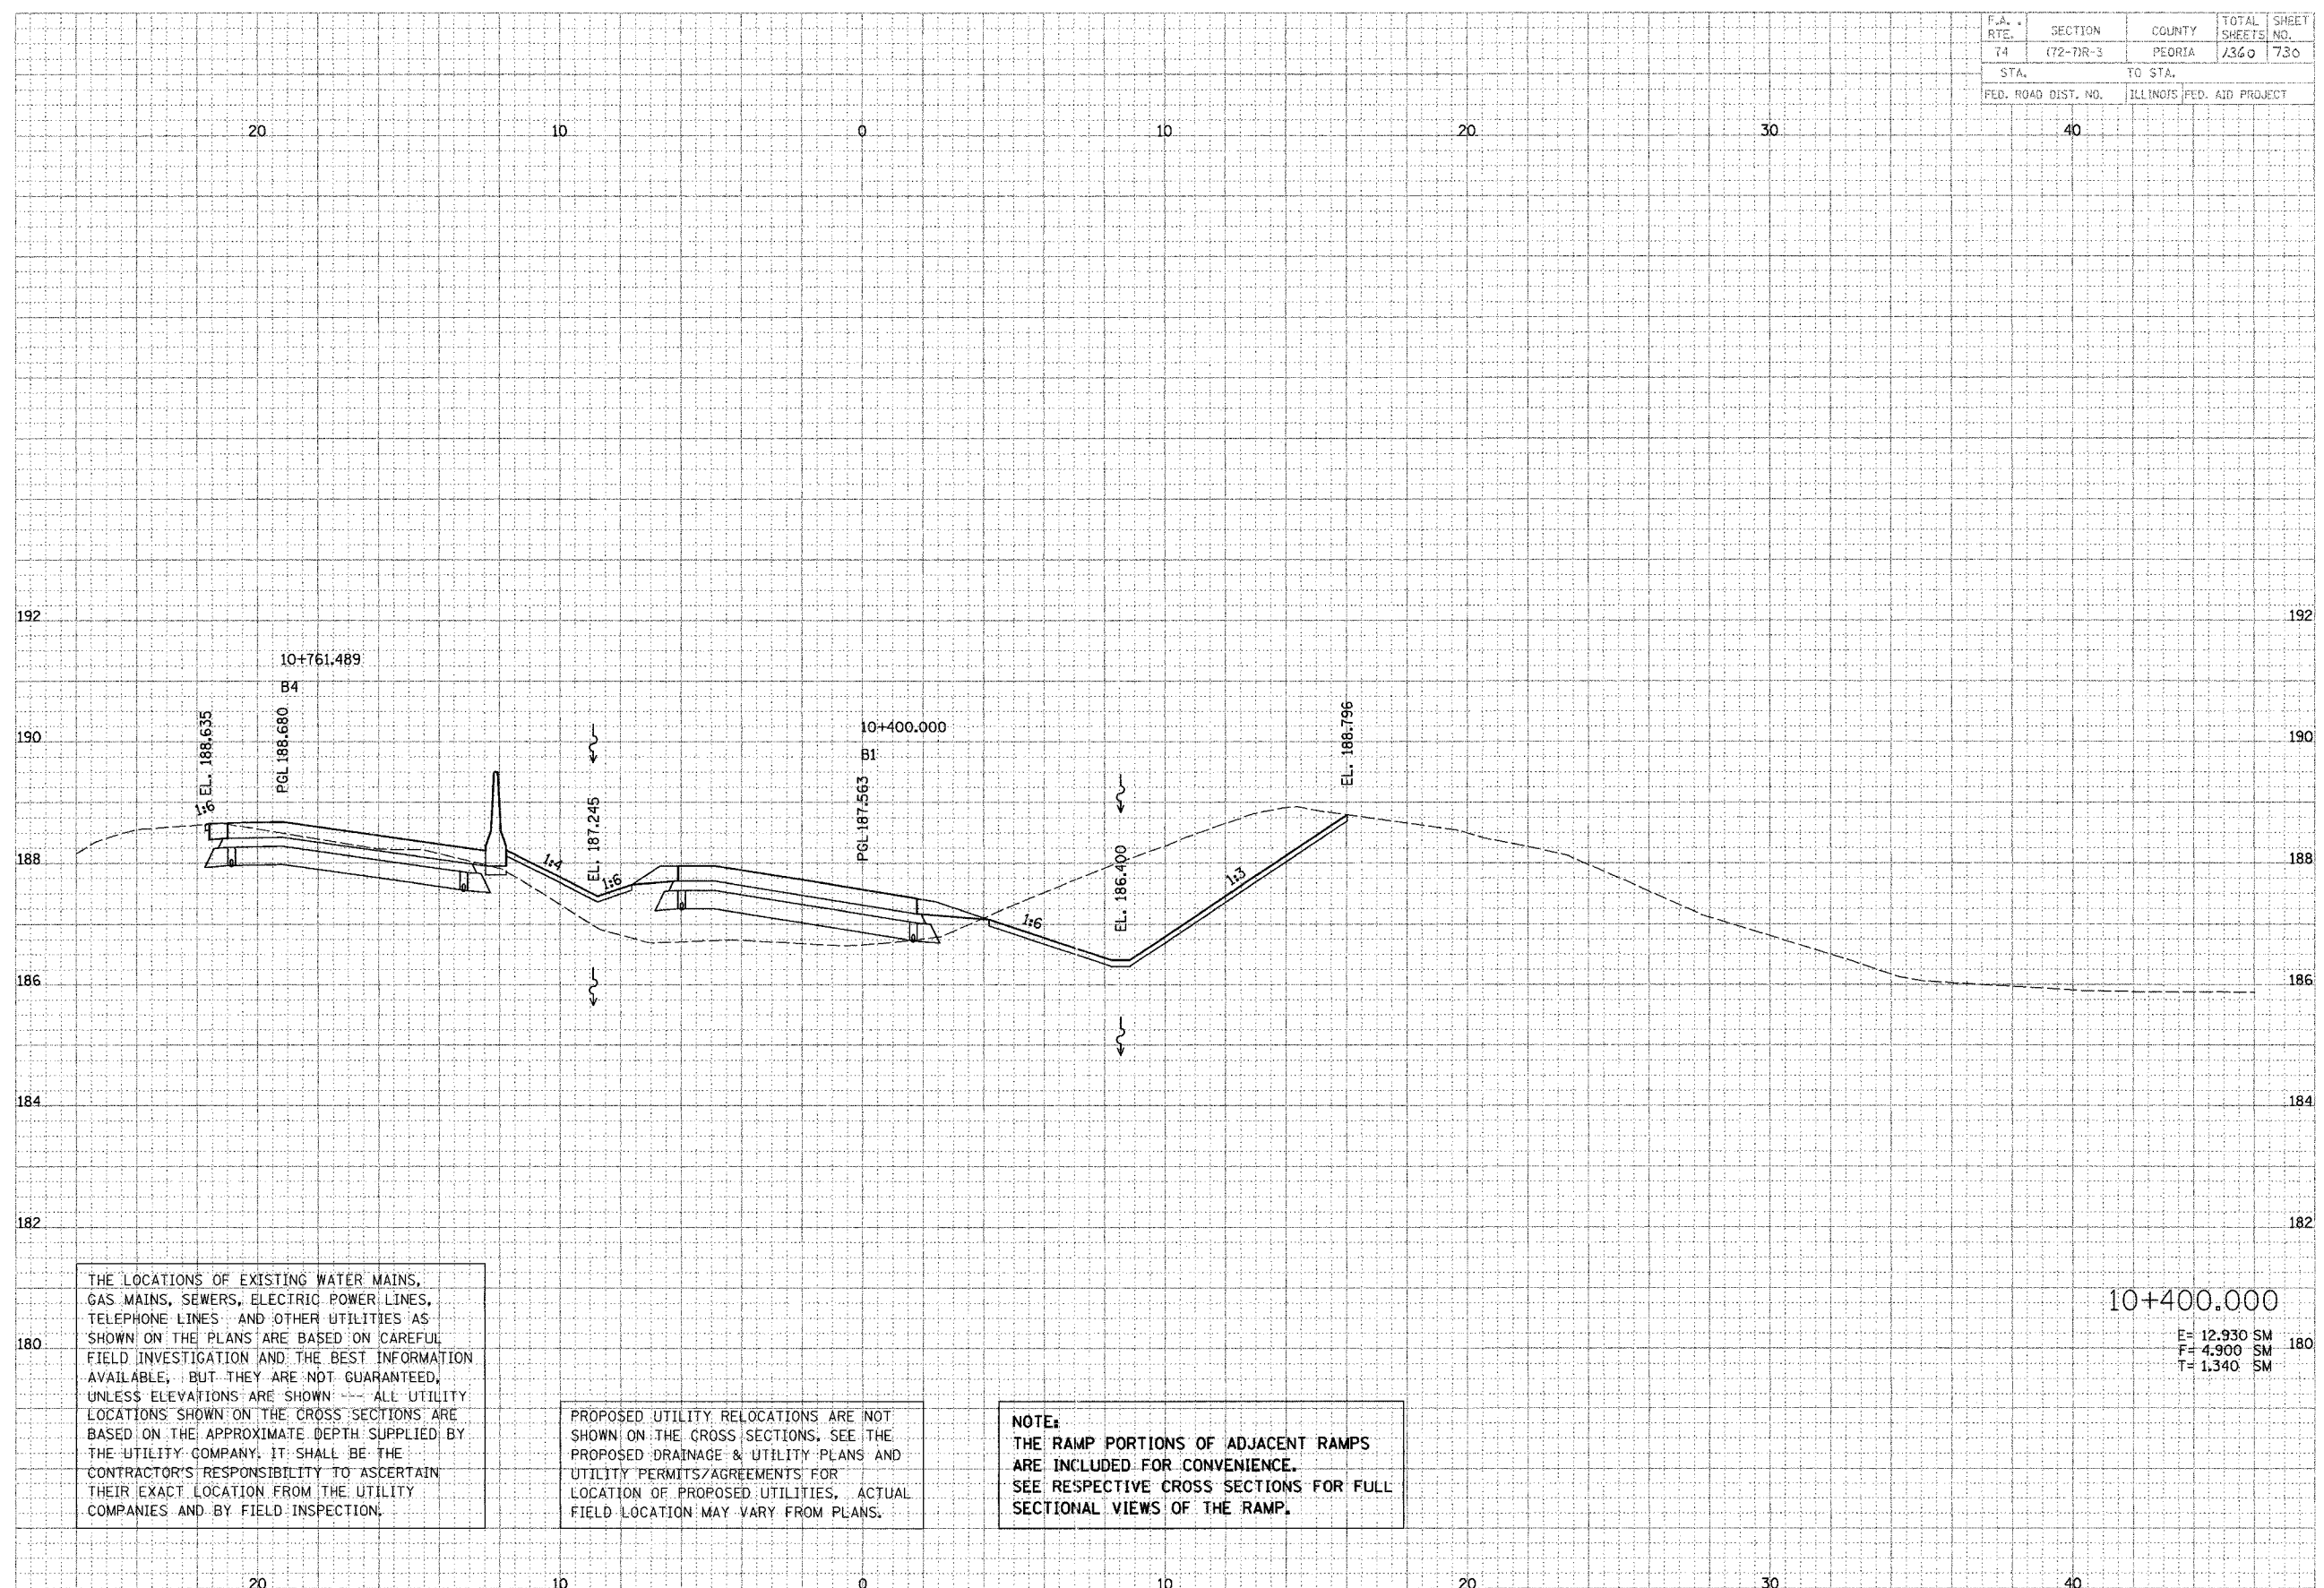 F.A. . RTE. SECTION COUNTY TOTAL SHEETS SHEET NO.
74 (72-7)R-3 PEORIA 1360 730
STA. TO STA.
FED. ROAD DIST. NO. ILLINOIS FED. AID PROJECT
20 10 0 10 20 30 40
192 192
10+761.489
B4
EL. 188.635
PGL 188.680
10+400.000
B1
PGL 187.563
EL. 188.796
190 190
1:6
EL. 187.245
EL. 186.400
188 188
1:4
1:6
1:3
1:6
186 186
184 184
182 182
180 180
THE LOCATIONS OF EXISTING WATER MAINS,
GAS MAINS, SEWERS, ELECTRIC POWER LINES,
TELEPHONE LINES AND OTHER UTILITIES AS
SHOWN ON THE PLANS ARE BASED ON CAREFUL
FIELD INVESTIGATION AND THE BEST INFORMATION
AVAILABLE, BUT THEY ARE NOT GUARANTEED,
UNLESS ELEVATIONS ARE SHOWN --- ALL UTILITY
LOCATIONS SHOWN ON THE CROSS SECTIONS ARE
BASED ON THE APPROXIMATE DEPTH SUPPLIED BY
THE UTILITY COMPANY. IT SHALL BE THE
CONTRACTOR'S RESPONSIBILITY TO ASCERTAIN
THEIR EXACT LOCATION FROM THE UTILITY
COMPANIES AND BY FIELD INSPECTION.
PROPOSED UTILITY RELOCATIONS ARE NOT
SHOWN ON THE CROSS SECTIONS. SEE THE
PROPOSED DRAINAGE & UTILITY PLANS AND
UTILITY PERMITS/AGREEMENTS FOR
LOCATION OF PROPOSED UTILITIES. ACTUAL
FIELD LOCATION MAY VARY FROM PLANS.
NOTE:
THE RAMP PORTIONS OF ADJACENT RAMPS
ARE INCLUDED FOR CONVENIENCE.
SEE RESPECTIVE CROSS SECTIONS FOR FULL
SECTIONAL VIEWS OF THE RAMP.
10+400.000
E= 12.930 SM
F= 4.900 SM
T= 1.340 SM
20 10 0 10 20 30 40